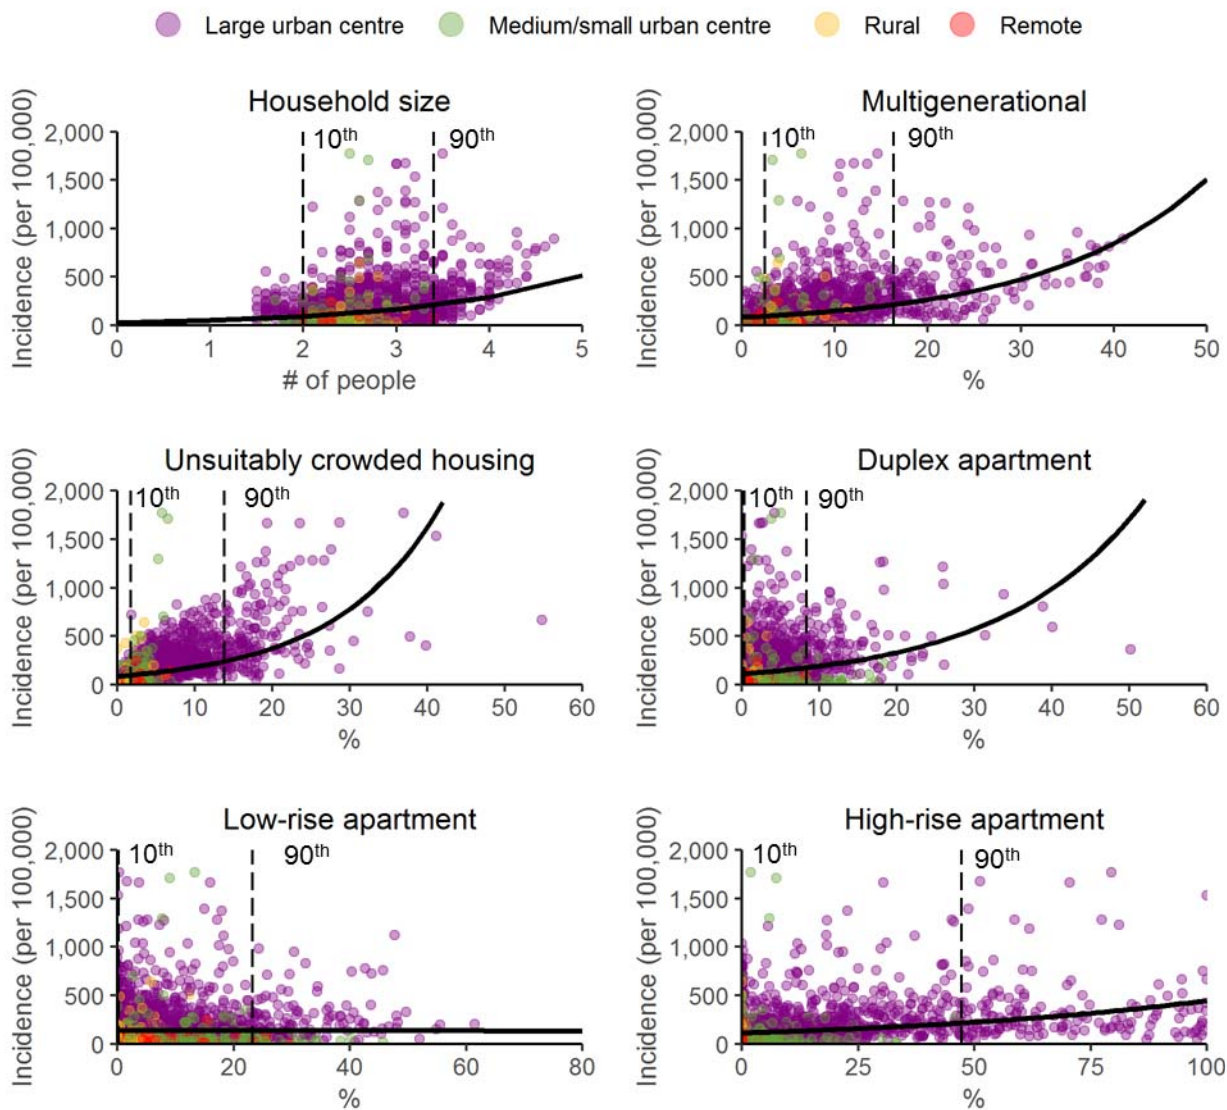 Large urban centre Medium/small urban centre Rural Remote
Household size
Incidence (per 100,000)
2,000
1,500
1,000
500
0
10th
90th
0 1 2 3 4 5
# of people
Multigenerational
Incidence (per 100,000)
2,000
1,500
1,000
500
0
10th
90th
0 10 20 30 40 50
%
Unsuitably crowded housing
Incidence (per 100,000)
2,000
1,500
1,000
500
0
10th
90th
0 10 20 30 40 50 60
%
Duplex apartment
Incidence (per 100,000)
2,000
1,500
1,000
500
0
10th
90th
0 10 20 30 40 50 60
%
Low-rise apartment
Incidence (per 100,000)
2,000
1,500
1,000
500
0
10th
90th
0 20 40 60 80
%
High-rise apartment
Incidence (per 100,000)
2,000
1,500
1,000
500
0
10th
90th
0 25 50 75 100
%